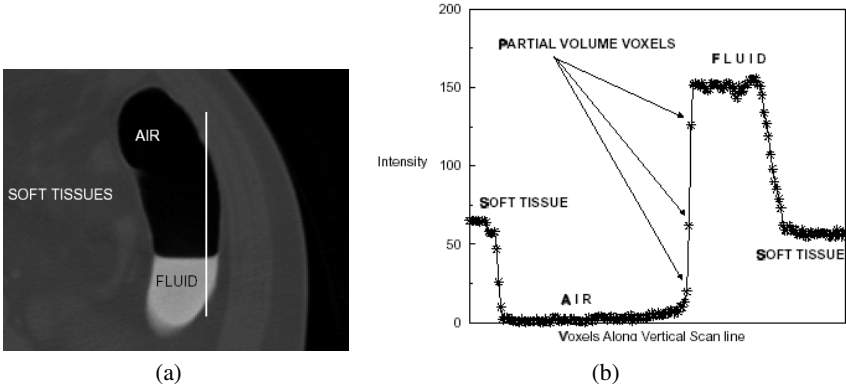 AIR
SOFT TISSUES
FLUID
(a)
200
150
100
50
0
Intensity
PARTIAL VOLUME VOXELS
FLUID
SOFT TISSUE
AIR
SOFT TISSUE
Voxels Along Vertical Scan line
(b)